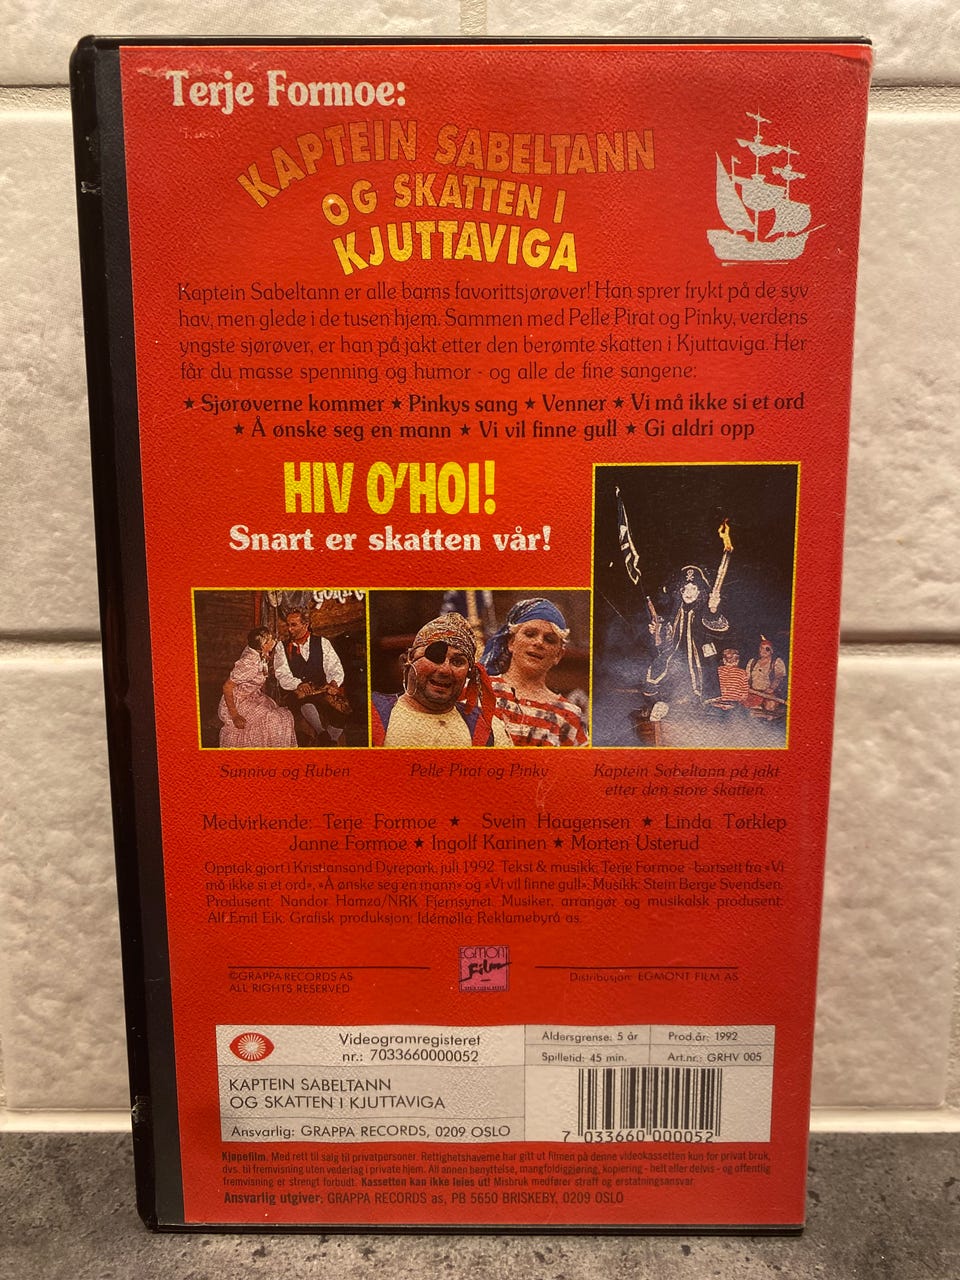 Terje Formoe:
KAPTEIN SABELTANN
OG SKATTEN I
KJUTTAVIGA
Kaptein Sabeltann er alle barns favorittsjørøver! Han sprer frykt på de syv
hav, men glede i de tusen hjem. Sammen med Pelle Pirat og Pinky, verdens
yngste sjørøver, er han på jakt etter den berømte skatten i Kjuttaviga. Her
får du masse spenning og humor - og alle de fine sangene:
★ Sjørøverne kommer ★ Pinkys sang ★ Venner ★ Vi må ikke si et ord
★ Å ønske seg en mann ★ Vi vil finne gull ★ Gi aldri opp
HIV O'HOI!
Snart er skatten vår!
Sunniva og Ruben
Pelle Pirat og Pinky
Kaptein Sabeltann på jakt
etter den store skatten.
Medvirkende: Terje Formoe ★ Svein Haagensen ★ Linda Tørklep
Janne Formoe ★ Ingolf Karinen ★ Morten Usterud
Opptak gjort i Kristiansand Dyrepark, juli 1992. Tekst & musikk: Terje Formoe - bortsett fra «Vi
må ikke si et ord», «Å ønske seg en mann» og «Vi vil finne gull». Musikk: Stein Berge Svendsen.
Produsent: Nandor Hamza/NRK Fjernsynet. Musiker, arrangør og musikalsk produsent:
Alf Emil Eik. Grafisk produksjon: Idémølla Reklamebyrå as.
©GRAPPA RECORDS AS
ALL RIGHTS RESERVED
EGMONT
Film
Distribusjon: EGMONT FILM AS
Videogramregisteret
nr.: 7033660000052
Aldersgrense: 5 år
Prod.år: 1992
Spilletid: 45 min.
Art.nr.: GRHV 005
KAPTEIN SABELTANN
OG SKATTEN I KJUTTAVIGA
Ansvarlig: GRAPPA RECORDS, 0209 OSLO
7 033660 000052
Kjøpefilm. Med rett til salg til privatpersoner. Rettighetshaverne har gitt ut filmen på denne videokassetten kun for privat bruk,
dvs. til fremvisning uten vederlag i private hjem. All annen benyttelse, mangfoldiggjøring, kopiering - helt eller delvis - og offentlig
fremvisning er strengt forbudt. Kassetten kan ikke leies ut! Misbruk medfører straff og erstatningsansvar.
Ansvarlig utgiver: GRAPPA RECORDS as, PB 5650 BRISKEBY, 0209 OSLO